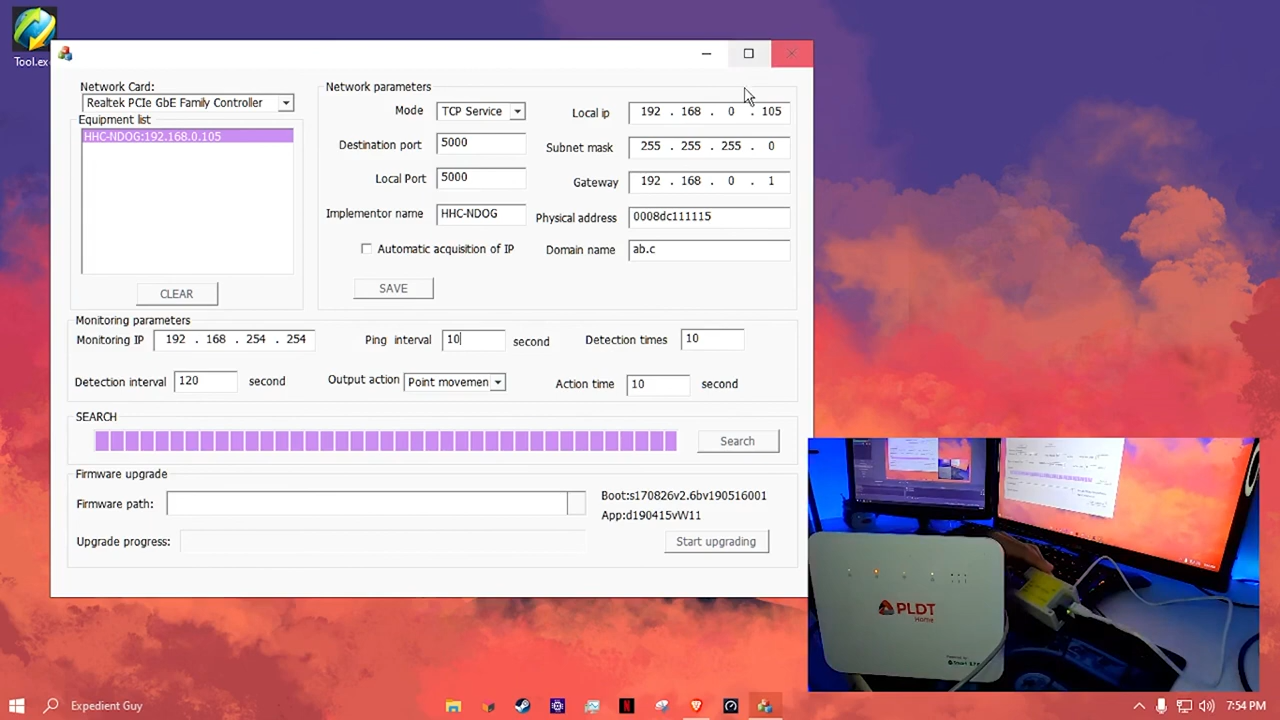 Tool.exe
Network Card:
Realtek PCIe GbE Family Controller
Equipment list
HHC-NDOG:192.168.0.105
CLEAR
Network parameters
Mode TCP Service Local ip 192 . 168 . 0 . 105
Destination port 5000 Subnet mask 255 . 255 . 255 . 0
Local Port 5000 Gateway 192 . 168 . 0 . 1
Implementor name HHC-NDOG Physical address 0008dc111115
Automatic acquisition of IP Domain name ab.c
SAVE
Monitoring parameters
Monitoring IP 192 . 168 . 254 . 254 Ping interval 10 second Detection times 10
Detection interval 120 second Output action Point movemen Action time 10 second
SEARCH
Search
Firmware upgrade
Firmware path: Boot:s170826v2.6bv190516001
App:d190415vW11
Upgrade progress: Start upgrading
PLDT
Home
Expedient Guy
7:54 PM